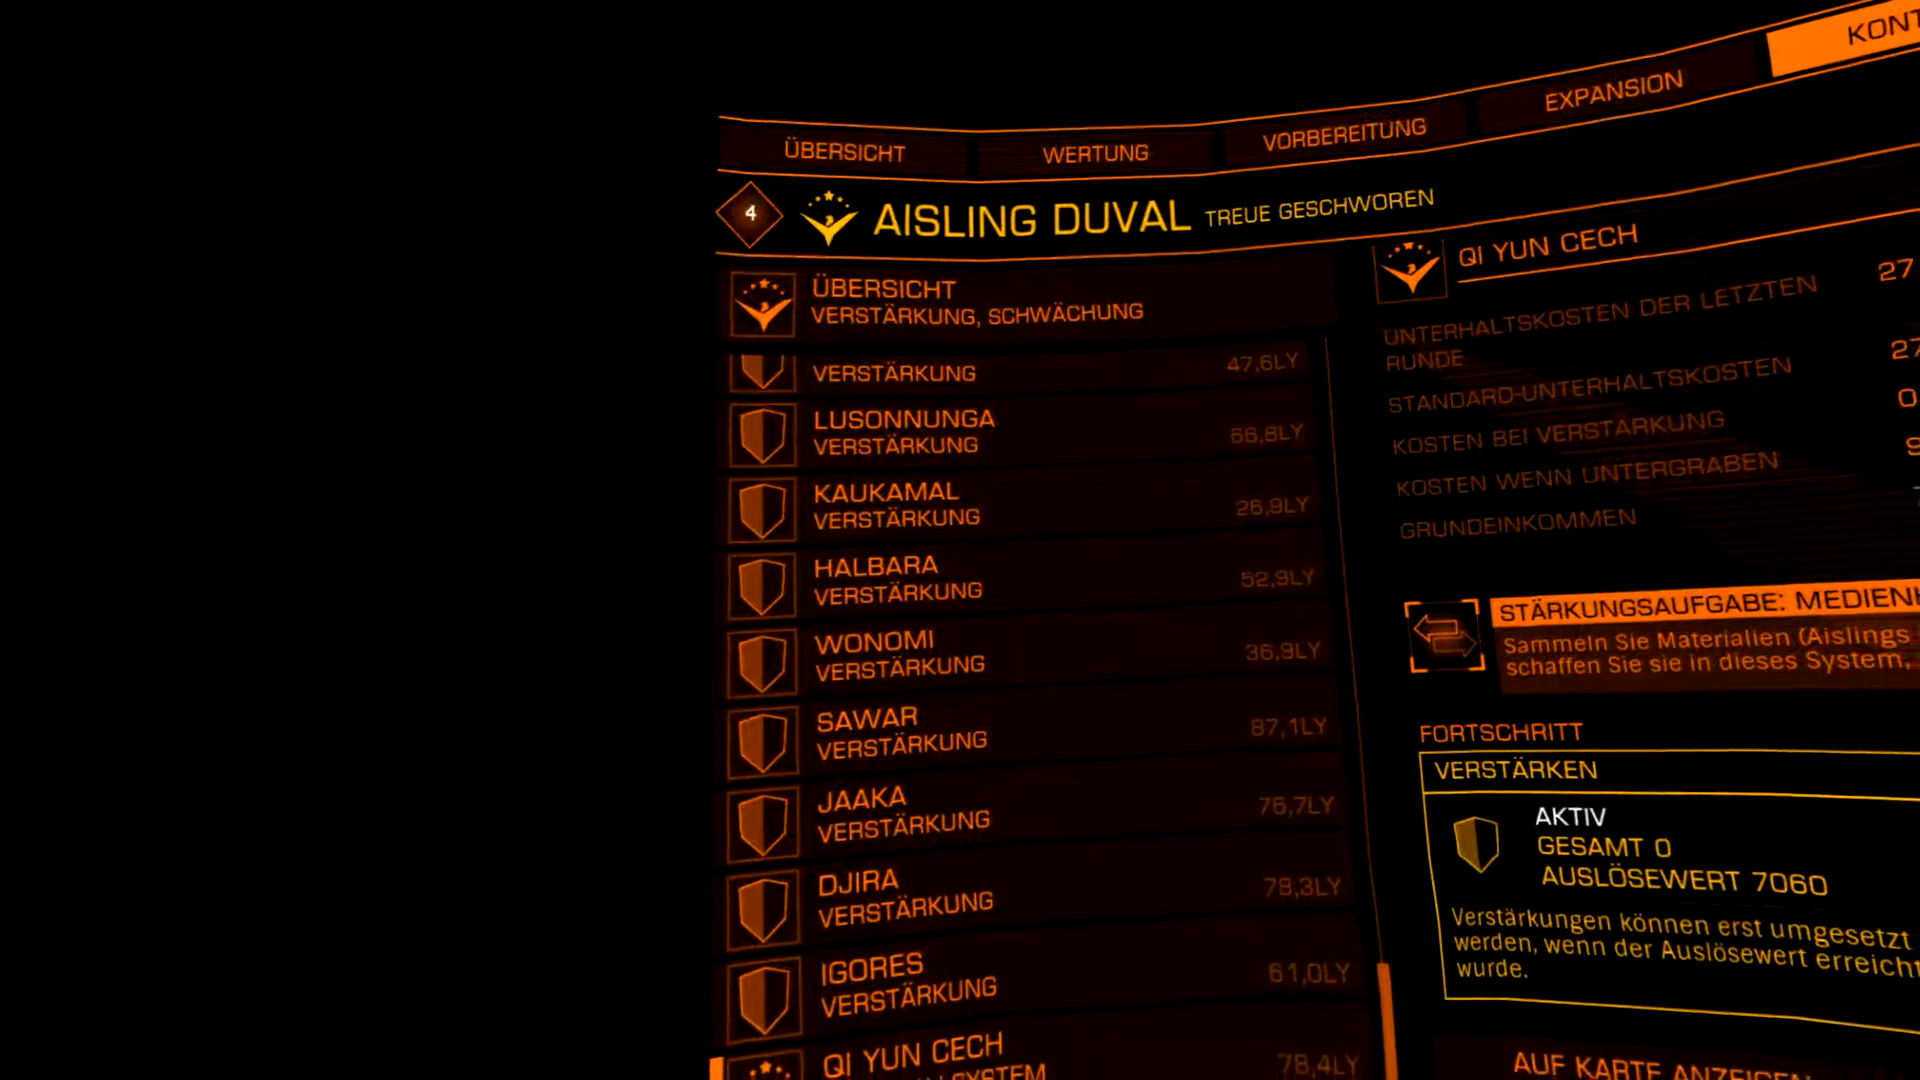 ÜBERSICHT
WERTUNG
VORBEREITUNG
EXPANSION
4
AISLING DUVAL TREUE GESCHWOREN
ÜBERSICHT
VERSTÄRKUNG, SCHWÄCHUNG
VERSTÄRKUNG 47,6LY
LUSONNUNGA
VERSTÄRKUNG 66,8LY
KAUKAMAL
VERSTÄRKUNG 26,9LY
HALBARA
VERSTÄRKUNG 52,9LY
WONOMI
VERSTÄRKUNG 36,9LY
SAWAR
VERSTÄRKUNG 87,1LY
JAAKA
VERSTÄRKUNG 76,7LY
DJIRA
VERSTÄRKUNG 78,3LY
IGORES
VERSTÄRKUNG 61,0LY
QI YUN CECH 78,4LY
QI YUN CECH
UNTERHALTSKOSTEN DER LETZTEN 27
RUNDE
STANDARD-UNTERHALTSKOSTEN 27
KOSTEN BEI VERSTÄRKUNG 0
KOSTEN WENN UNTERGRABEN
GRUNDEINKOMMEN
STÄRKUNGSAUFGABE:
Sammeln Sie Materialien (Aislings
schaffen Sie sie in dieses System,
FORTSCHRITT
VERSTÄRKEN
AKTIV
GESAMT 0
AUSLÖSEWERT 7060
Verstärkungen können erst umgesetzt
werden, wenn der Auslösewert erreicht
wurde.
AUF KARTE ANZEIGEN